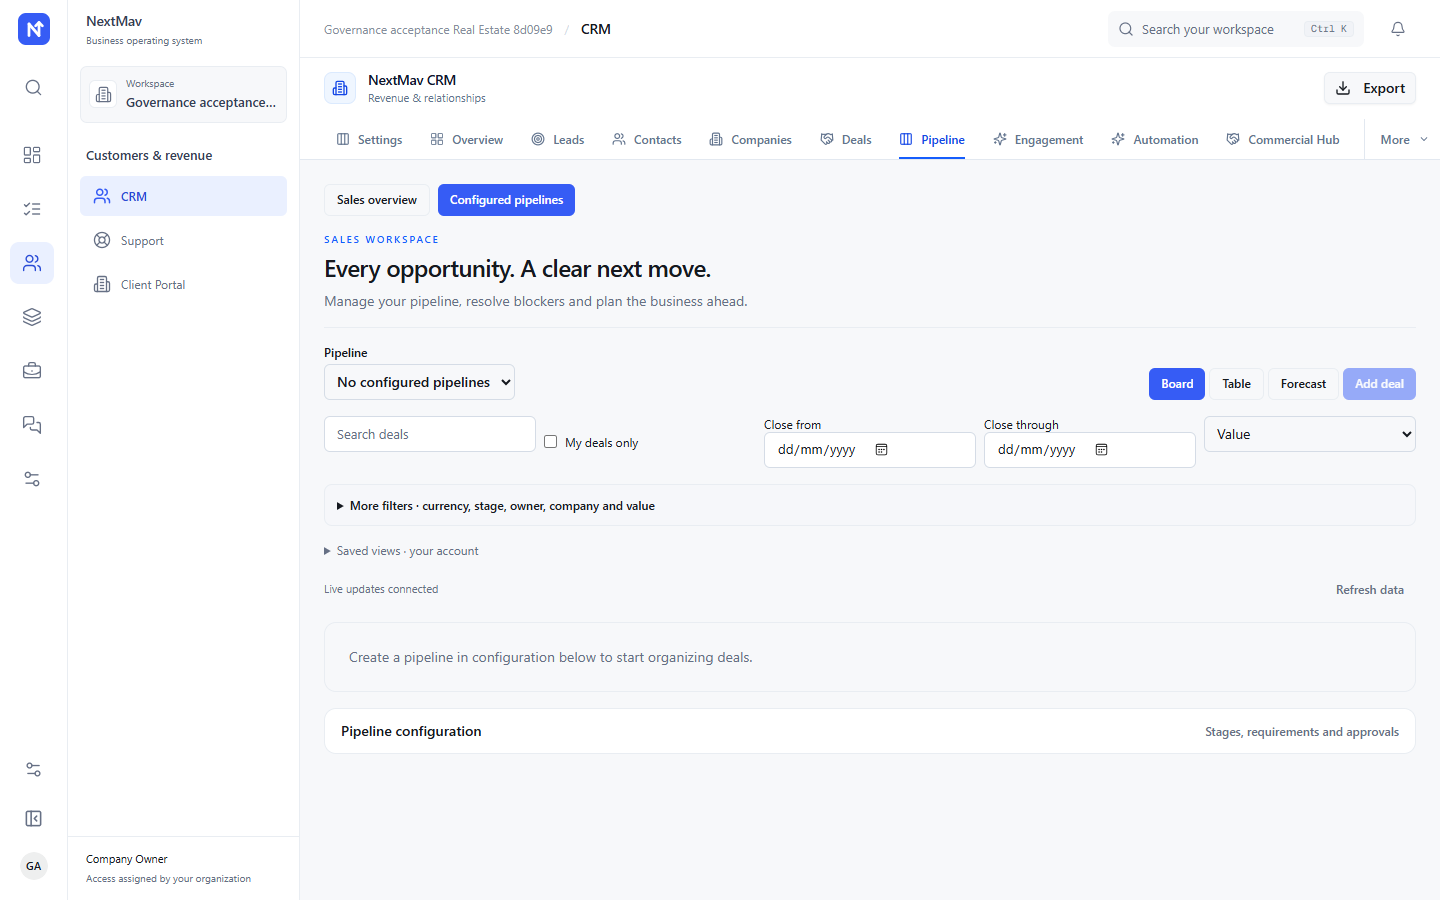 NextMav
Business operating system
Workspace
Governance acceptance...
Customers & revenue
CRM
Support
Client Portal
Company Owner
Access assigned by your organization
GA
Governance acceptance Real Estate 8d09e9 / CRM
Search your workspace Ctrl K
NextMav CRM
Revenue & relationships
Export
Settings Overview Leads Contacts Companies Deals Pipeline Engagement Automation Commercial Hub More
Sales overview Configured pipelines
SALES WORKSPACE
Every opportunity. A clear next move.
Manage your pipeline, resolve blockers and plan the business ahead.
Pipeline
No configured pipelines
Board Table Forecast Add deal
Search deals
My deals only
Close from
dd/mm/yyyy
Close through
dd/mm/yyyy
Value
More filters · currency, stage, owner, company and value
Saved views · your account
Live updates connected
Refresh data
Create a pipeline in configuration below to start organizing deals.
Pipeline configuration
Stages, requirements and approvals